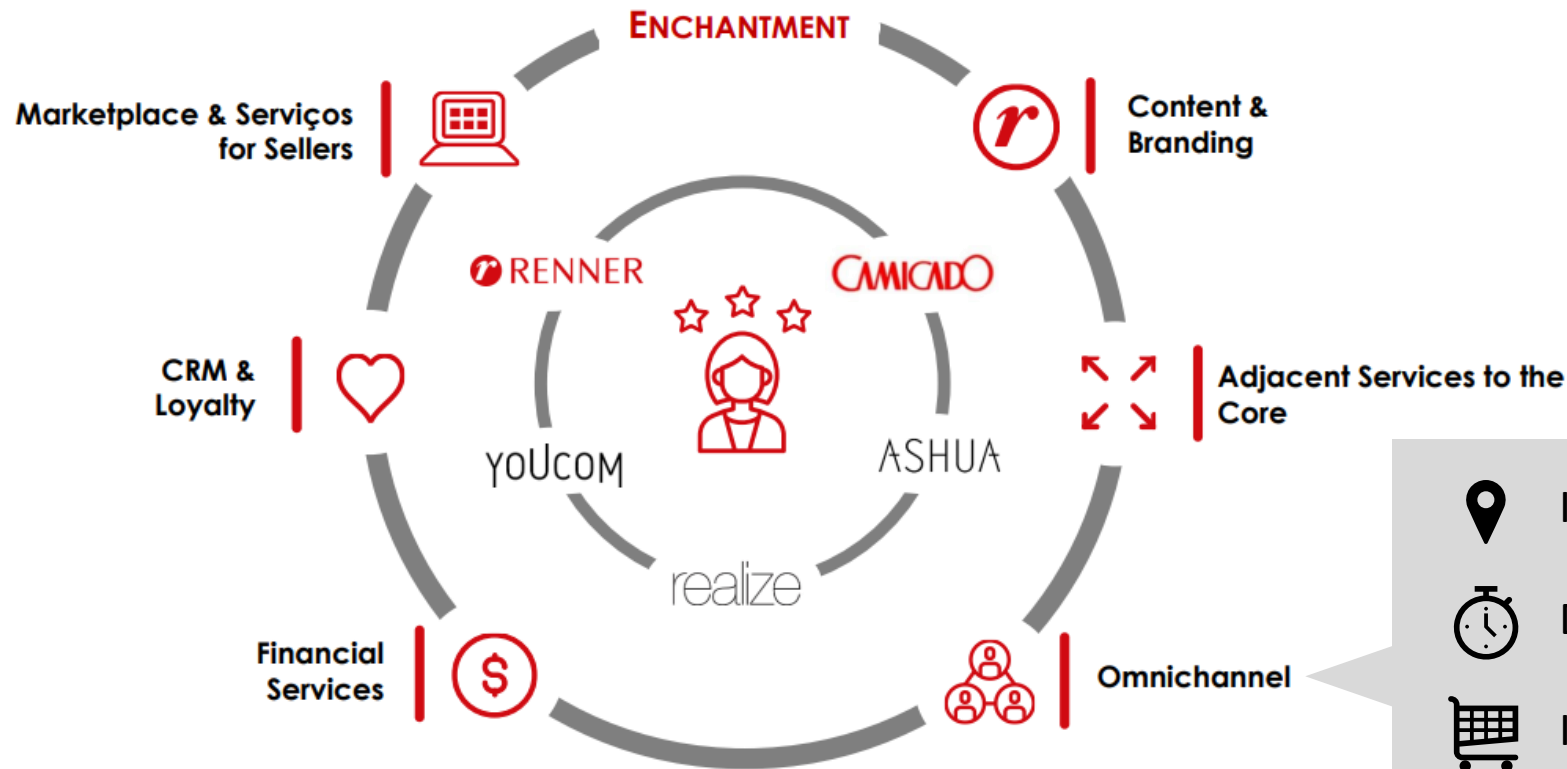 ENCHANTMENT
Marketplace & Serviços
for Sellers
Content &
Branding
r RENNER
CAMICADO
CRM &
Loyalty
Adjacent Services to the
Core
YOUCOM
ASHUA
realize
Financial
Services
$
Omnichannel